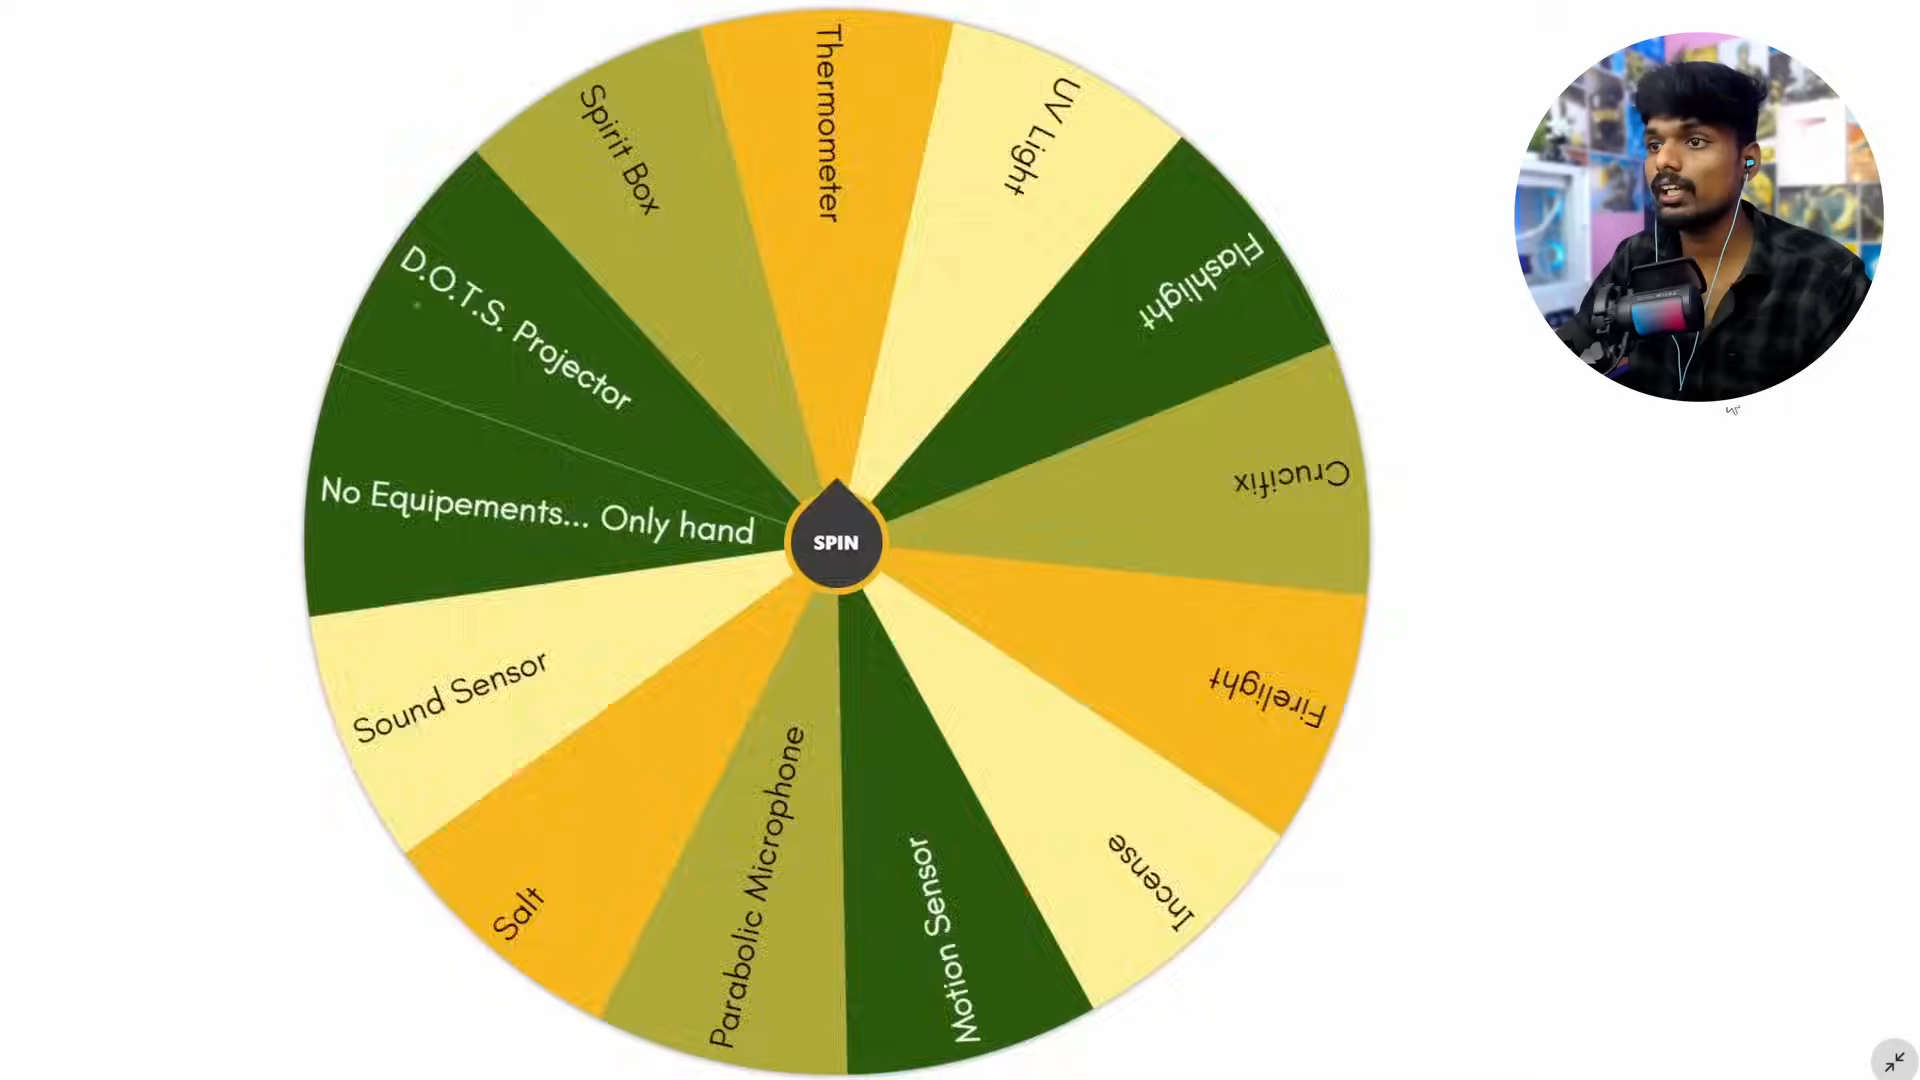 Thermometer
UV Light
Flashlight
Crucifix
Firelight
Incense
Motion Sensor
Parabolic Microphone
Salt
Sound Sensor
No Equipements... Only hand
D.O.T.S. Projector
Spirit Box
SPIN